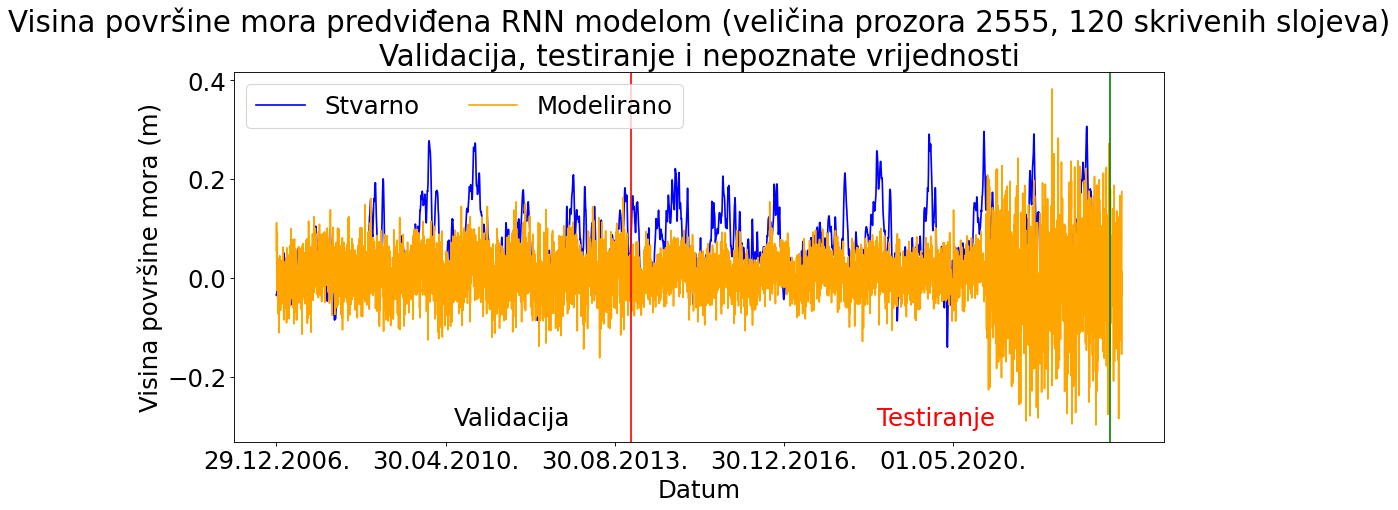 Visina površine mora predviđena RNN modelom (veličina prozora 2555, 120 skrivenih slojeva)
Validacija, testiranje i nepoznate vrijednosti
Stvarno
Modelirano
Visina površine mora (m)
0.4
0.2
0.0
−0.2
Validacija
Testiranje
29.12.2006.
30.04.2010.
30.08.2013.
30.12.2016.
01.05.2020.
Datum